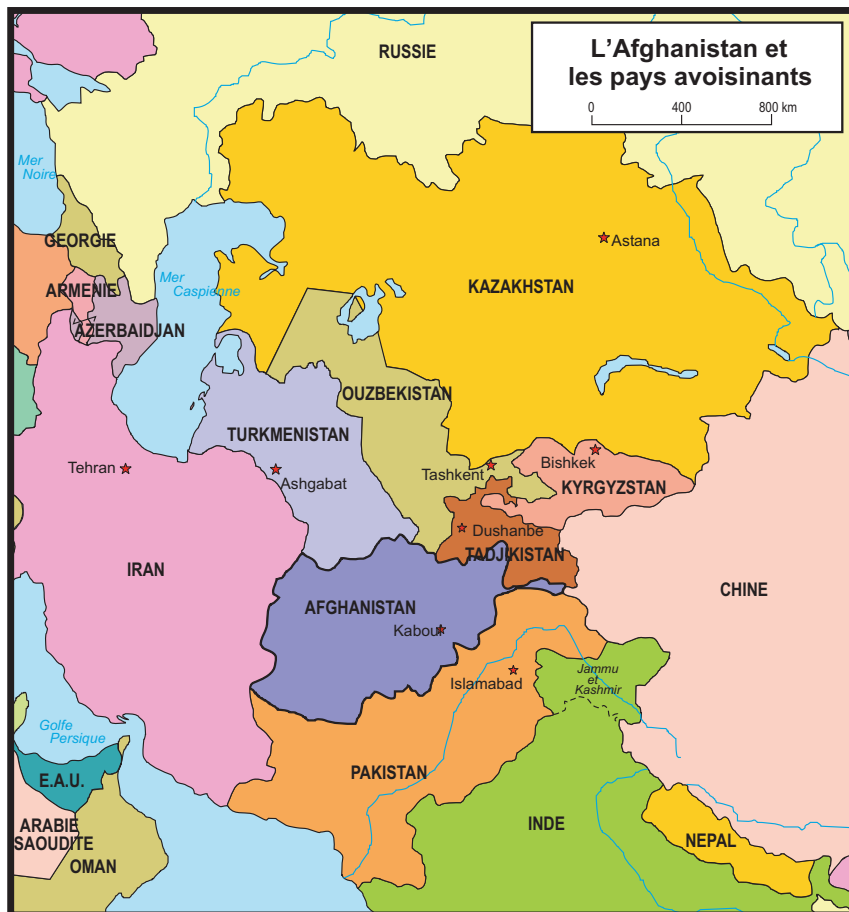 L'Afghanistan et
les pays avoisinants
0 400 800 km
RUSSIE
Mer
Noire
Astana
GEORGIE
Mer
Caspienne
KAZAKHSTAN
ARMENIE
AZERBAIDJAN
OUZBEKISTAN
TURKMENISTAN
Tehran
Ashgabat
Tashkent
Bishkek
KYRGYZSTAN
Dushanbe
TADJIKISTAN
IRAN
AFGHANISTAN
CHINE
Kaboul
Islamabad
Jammu
et
Kashmir
Golfe
Persique
PAKISTAN
E.A.U.
ARABIE
SAOUDITE
OMAN
INDE
NEPAL